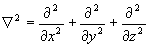 ∇² = ∂²/∂x² + ∂²/∂y² + ∂²/∂z²